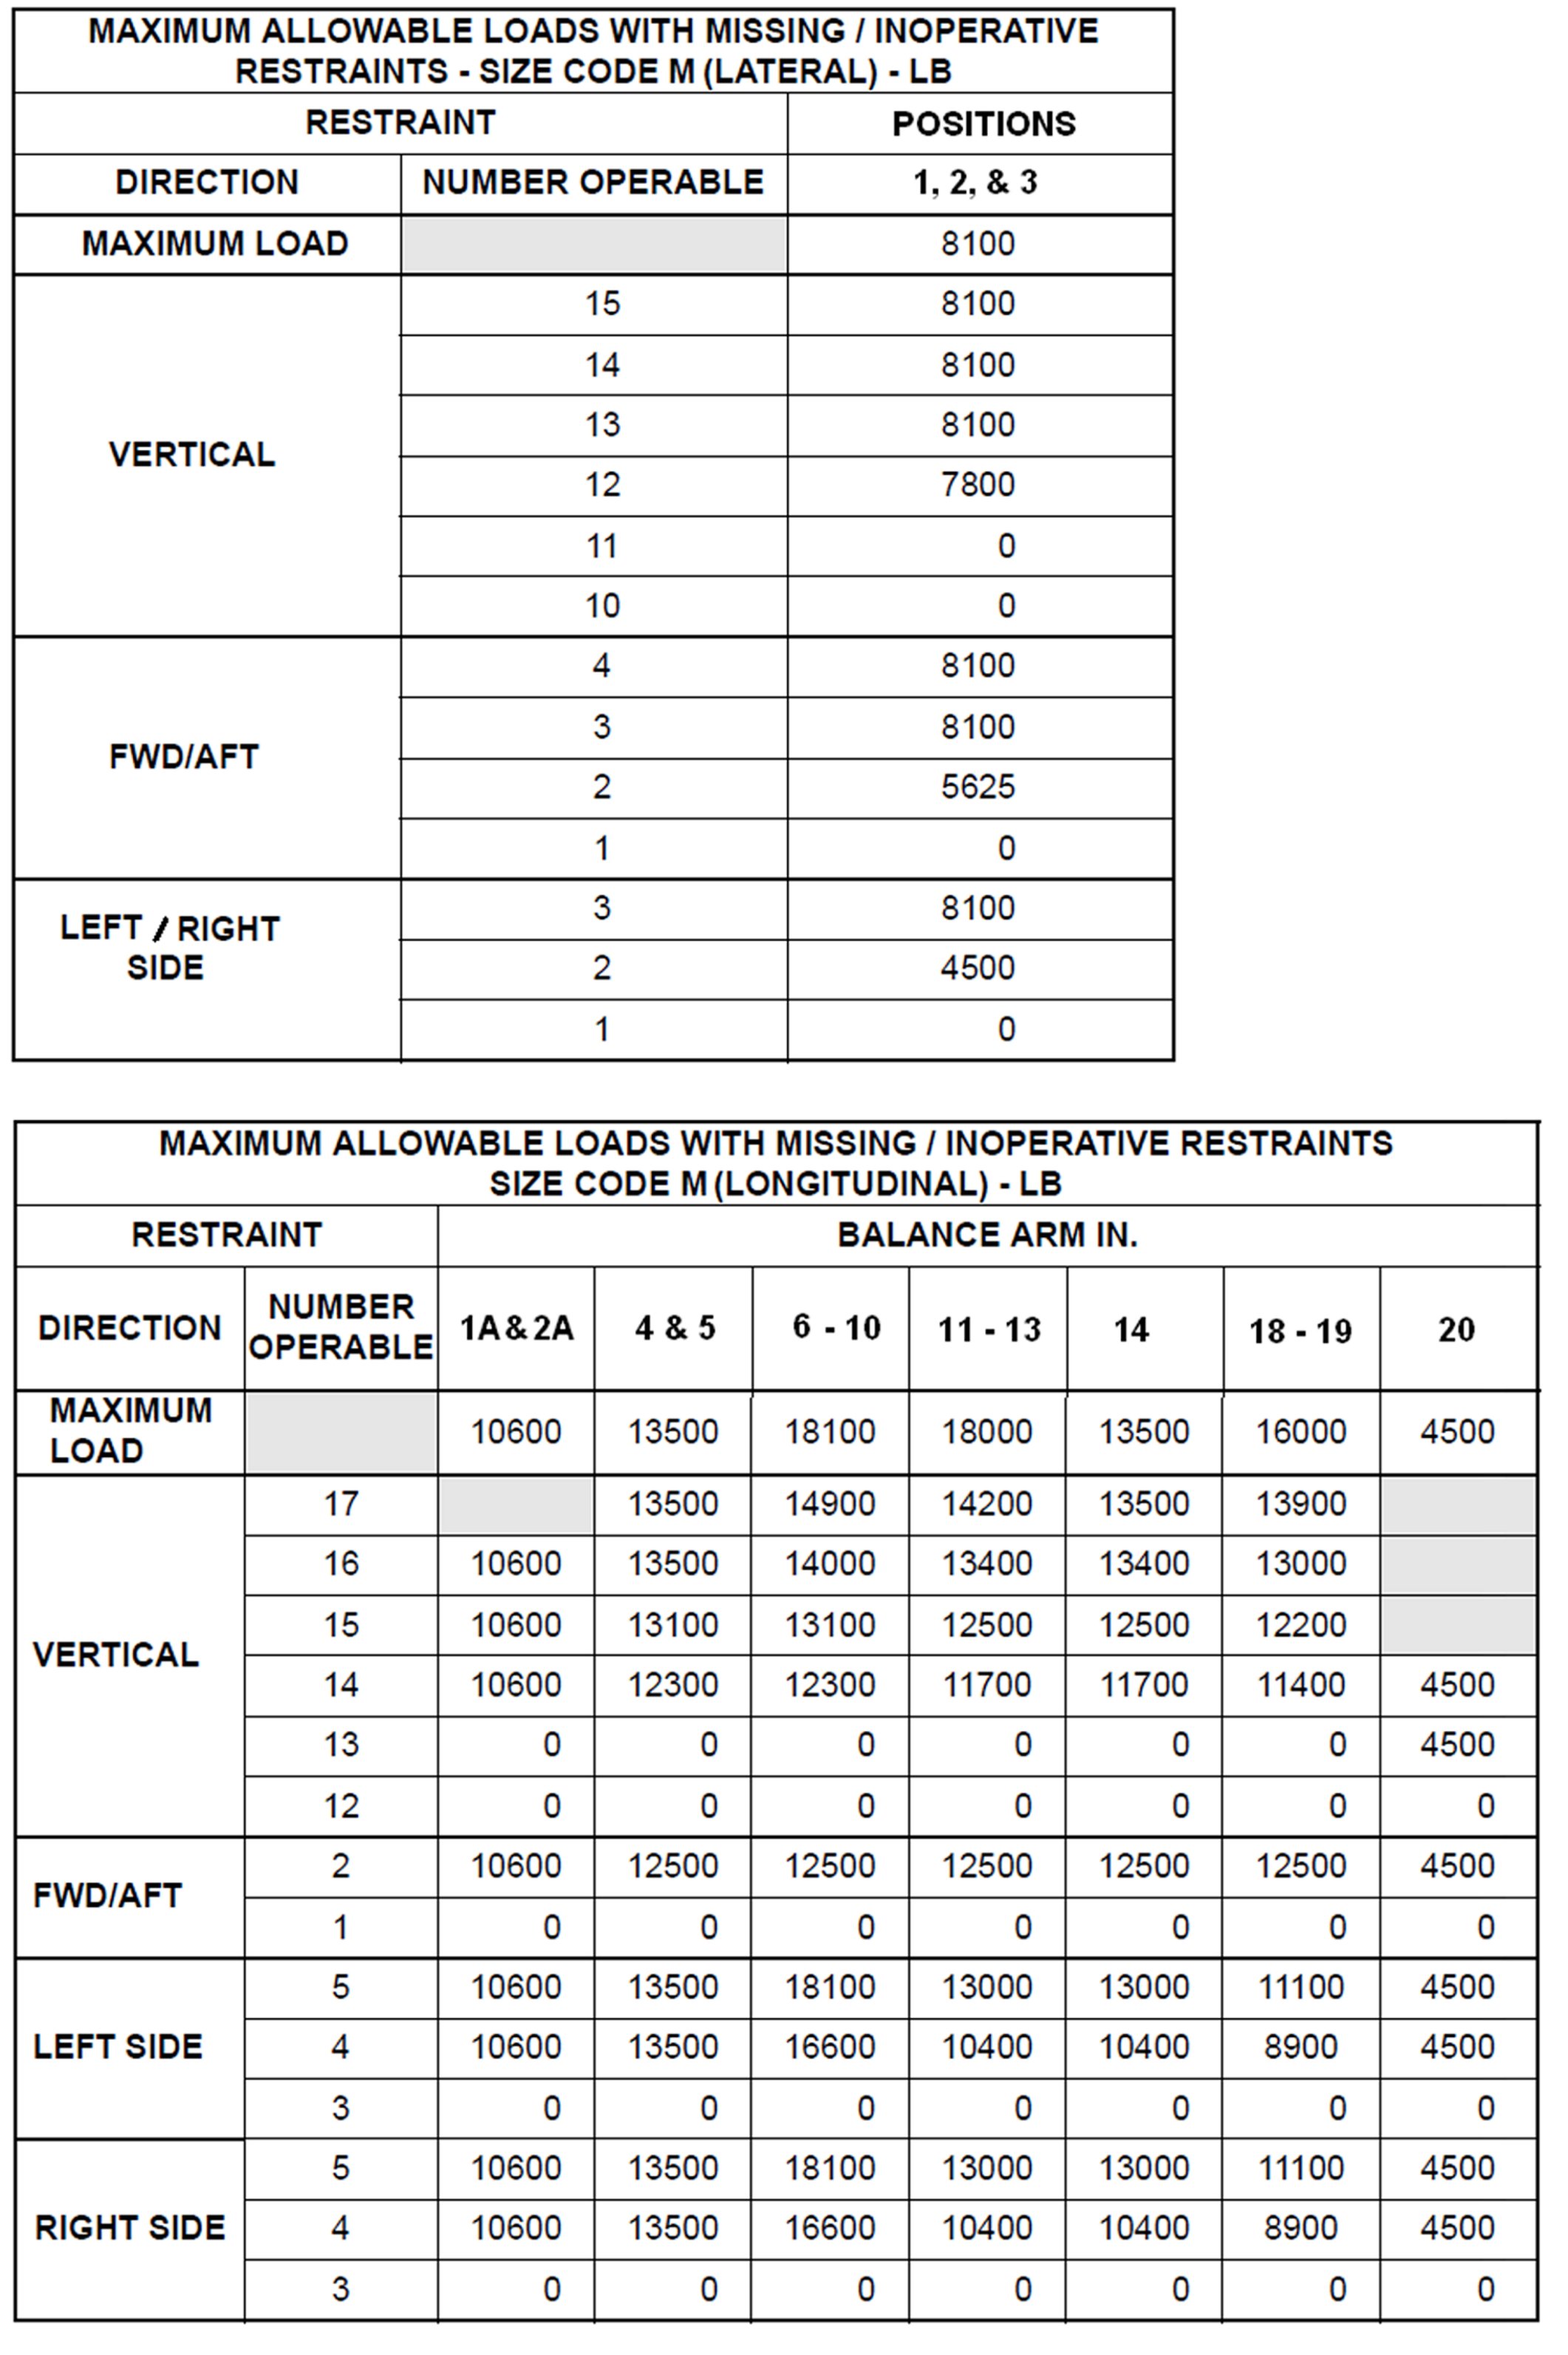 MAXIMUM ALLOWABLE LOADS WITH MISSING / INOPERATIVE
RESTRAINTS - SIZE CODE M (LATERAL) - LB
RESTRAINT POSITIONS
DIRECTION NUMBER OPERABLE 1, 2, & 3
MAXIMUM LOAD 8100
15 8100
14 8100
13 8100
VERTICAL
12 7800
11 0
10 0
4 8100
3 8100
FWD/AFT
2 5625
1 0
3 8100
LEFT / RIGHT
SIDE
2 4500
1 0
MAXIMUM ALLOWABLE LOADS WITH MISSING / INOPERATIVE RESTRAINTS
SIZE CODE M (LONGITUDINAL) - LB
RESTRAINT BALANCE ARM IN.
DIRECTION NUMBER OPERABLE 1A & 2A 4 & 5 6 - 10 11 - 13 14 18 - 19 20
MAXIMUM LOAD 10600 13500 18100 18000 13500 16000 4500
17 13500 14900 14200 13500 13900
16 10600 13500 14000 13400 13400 13000
15 10600 13100 13100 12500 12500 12200
VERTICAL
14 10600 12300 12300 11700 11700 11400 4500
13 0 0 0 0 0 0 4500
12 0 0 0 0 0 0 0
2 10600 12500 12500 12500 12500 12500 4500
FWD/AFT
1 0 0 0 0 0 0 0
5 10600 13500 18100 13000 13000 11100 4500
LEFT SIDE 4 10600 13500 16600 10400 10400 8900 4500
3 0 0 0 0 0 0 0
5 10600 13500 18100 13000 13000 11100 4500
RIGHT SIDE 4 10600 13500 16600 10400 10400 8900 4500
3 0 0 0 0 0 0 0